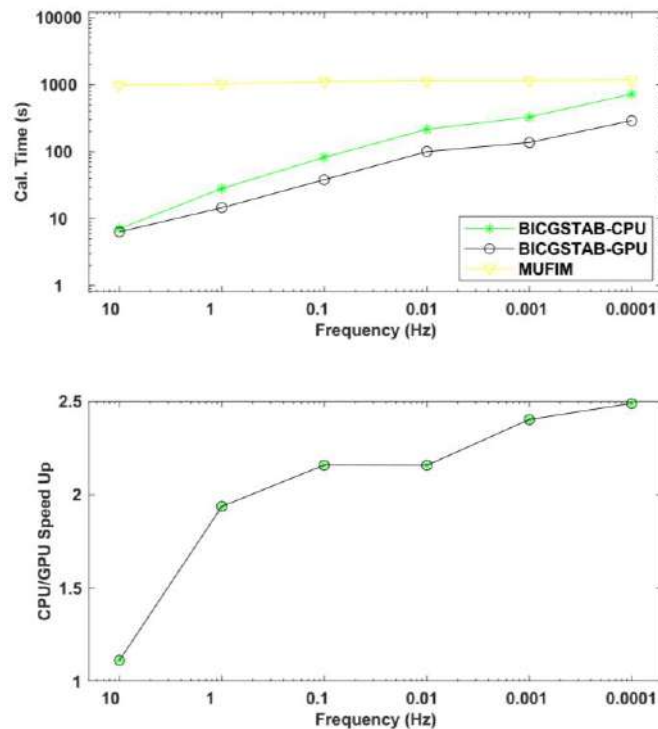 10000
1000
100
10
1
Cal. Time (s)
BICGSTAB-CPU
BICGSTAB-GPU
MUFIM
10 1 0.1 0.01 0.001 0.0001
Frequency (Hz)
2.5
2
1.5
1
CPU/GPU Speed Up
10 1 0.1 0.01 0.001 0.0001
Frequency (Hz)